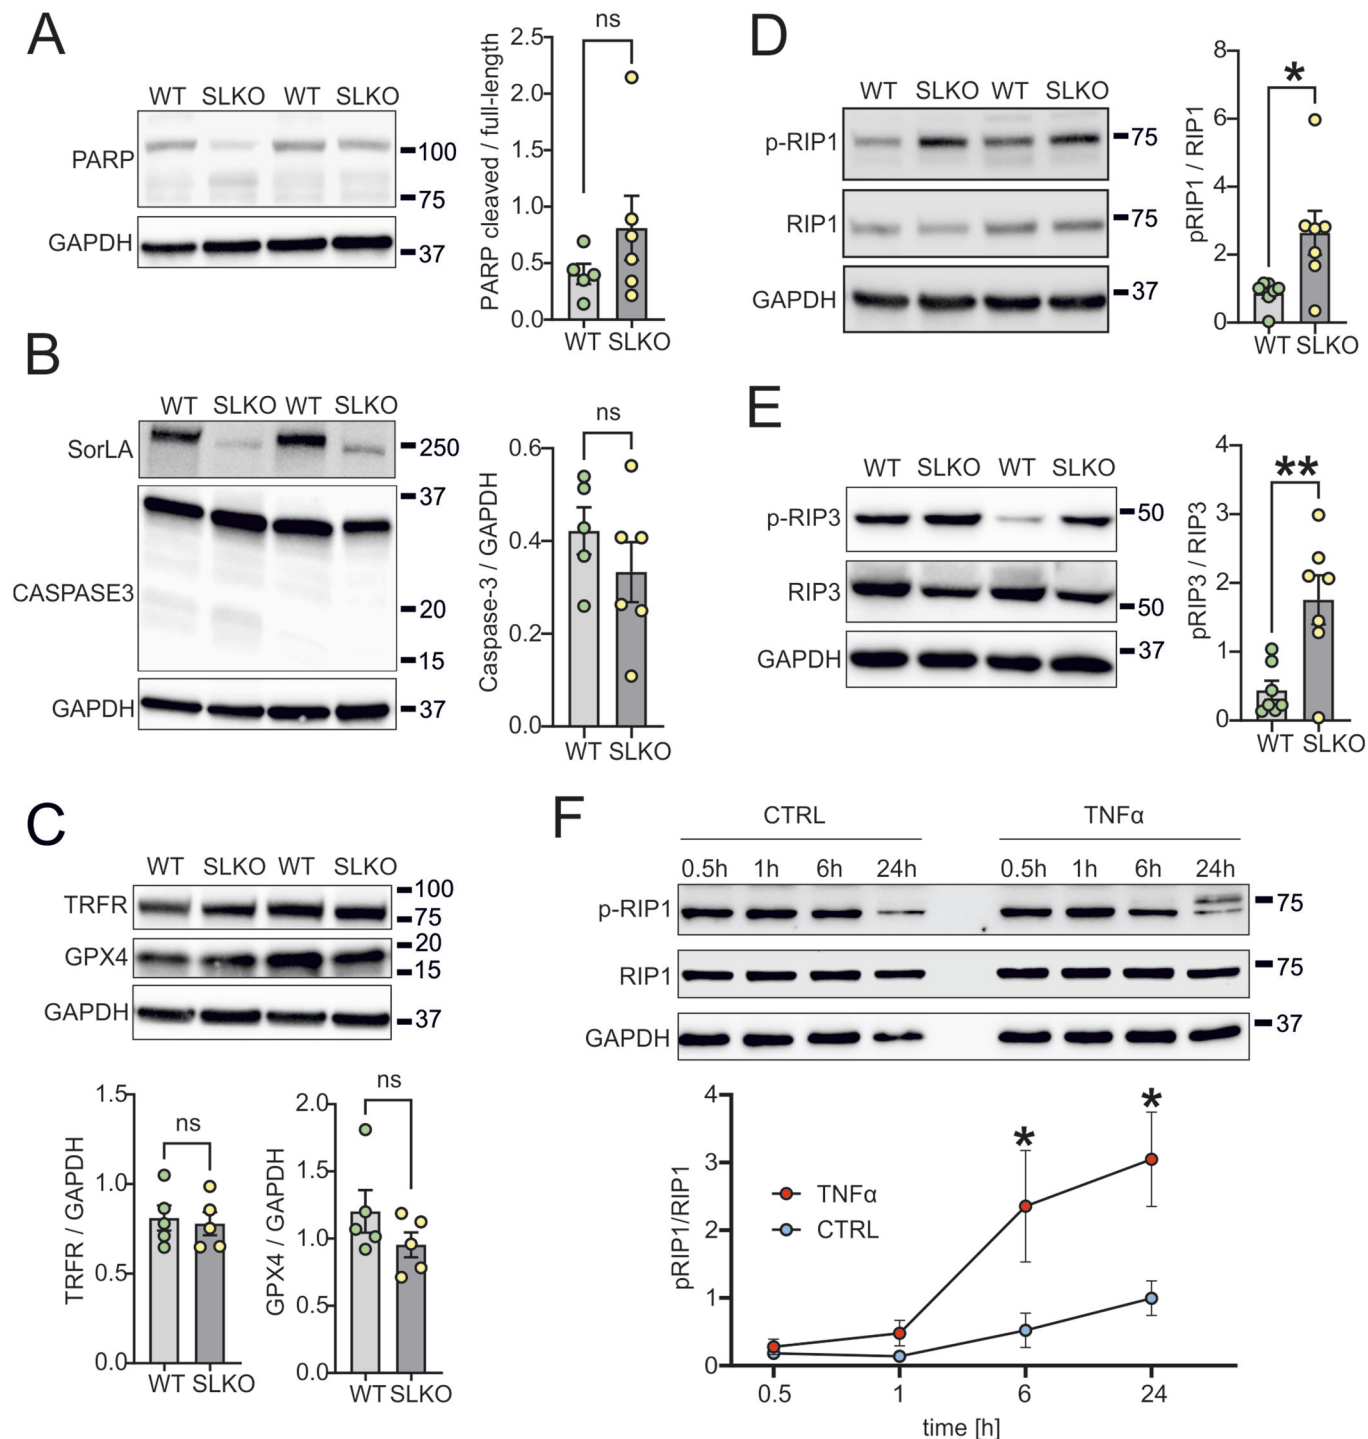 A
WT SLKO WT SLKO
PARP
100
75
GAPDH
37
ns
2.5
2.0
1.5
1.0
0.5
0.0
PARP cleaved / full-length
WT SLKO
B
WT SLKO WT SLKO
SorLA
250
37
CASPASE3
20
15
GAPDH
37
ns
0.6
0.4
0.2
0.0
Caspase-3 / GAPDH
WT SLKO
C
WT SLKO WT SLKO
TRFR
100
75
GPX4
20
15
GAPDH
37
ns
1.5
1.0
0.5
0.0
TRFR / GAPDH
WT SLKO
ns
2.0
1.5
1.0
0.5
0.0
GPX4 / GAPDH
WT SLKO
D
WT SLKO WT SLKO
p-RIP1
75
RIP1
75
GAPDH
37
*
8
6
4
2
0
pRIP1 / RIP1
WT SLKO
E
WT SLKO WT SLKO
p-RIP3
50
RIP3
50
GAPDH
37
**
4
3
2
1
0
pRIP3 / RIP3
WT SLKO
F
CTRL TNFα
0.5h 1h 6h 24h 0.5h 1h 6h 24h
p-RIP1
75
RIP1
75
GAPDH
37
4
3
2
1
0
pRIP1/RIP1
* *
TNFα
CTRL
0.5 1 6 24
time [h]